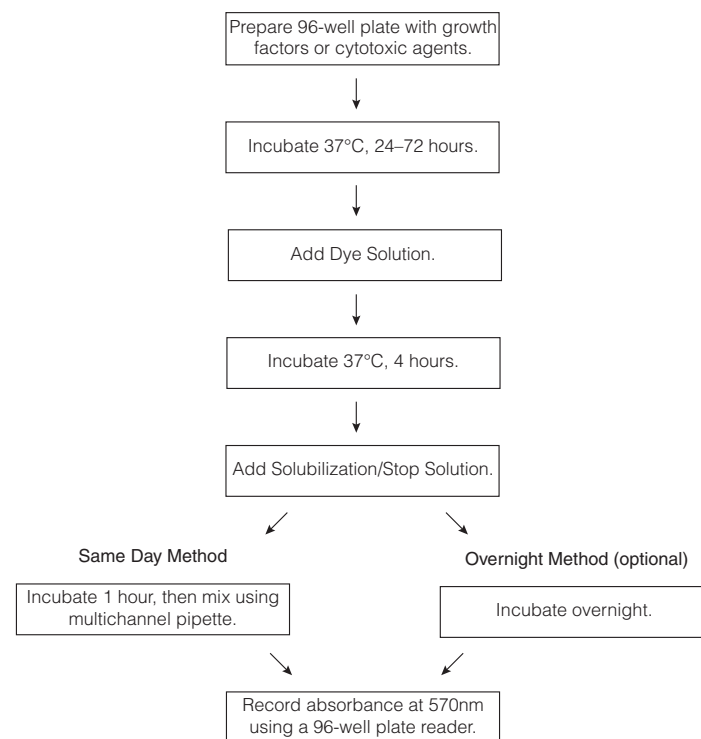 Prepare 96-well plate with growth
factors or cytotoxic agents.
Incubate 37°C, 24–72 hours.
Add Dye Solution.
Incubate 37°C, 4 hours.
Add Solubilization/Stop Solution.
Same Day Method
Incubate 1 hour, then mix using
multichannel pipette.
Overnight Method (optional)
Incubate overnight.
Record absorbance at 570nm
using a 96-well plate reader.